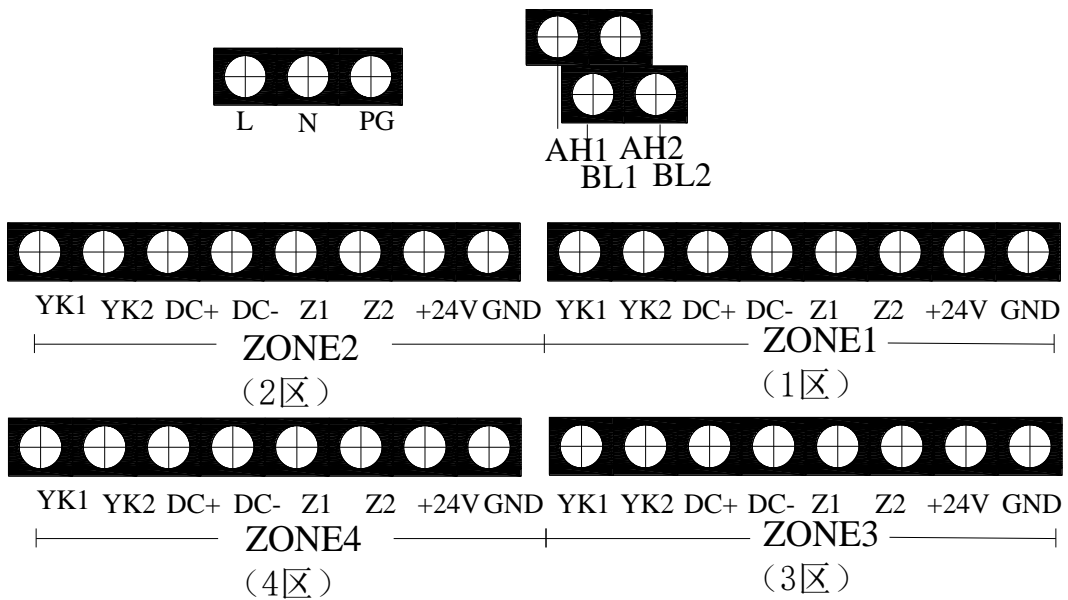 L N PG
AH1 AH2
BL1 BL2
YK1 YK2 DC+ DC- Z1 Z2 +24V GND YK1 YK2 DC+ DC- Z1 Z2 +24V GND
ZONE2 ZONE1
（2区） （1区）
YK1 YK2 DC+ DC- Z1 Z2 +24V GND YK1 YK2 DC+ DC- Z1 Z2 +24V GND
ZONE4 ZONE3
（4区） （3区）